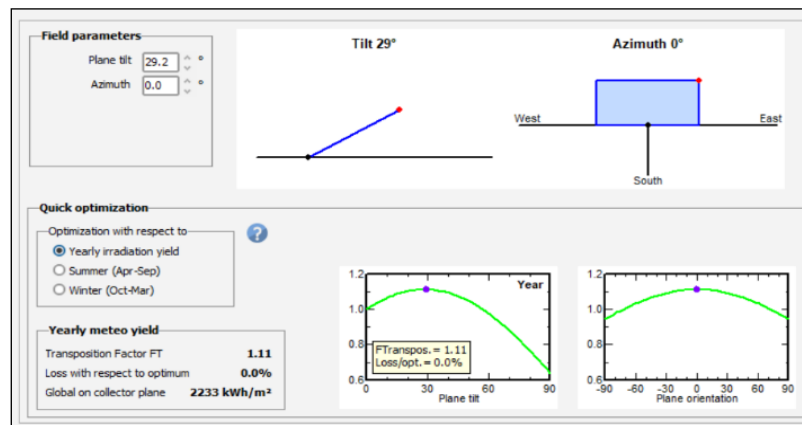 Field parameters
Plane tilt 29.2 °
Azimuth 0.0 °
Tilt 29°
Azimuth 0°
West
East
South
Quick optimization
Optimization with respect to
Yearly irradiation yield
Summer (Apr-Sep)
Winter (Oct-Mar)
?
Yearly meteo yield
Transposition Factor FT 1.11
Loss with respect to optimum 0.0%
Global on collector plane 2233 kWh/m²
1.2
1.0
0.8
0.6
Year
FTranspos.= 1.11
Loss/opt.= 0.0%
0 30 60 90
Plane tilt
1.2
1.0
0.8
0.6
-90 -60 -30 0 30 60 90
Plane orientation